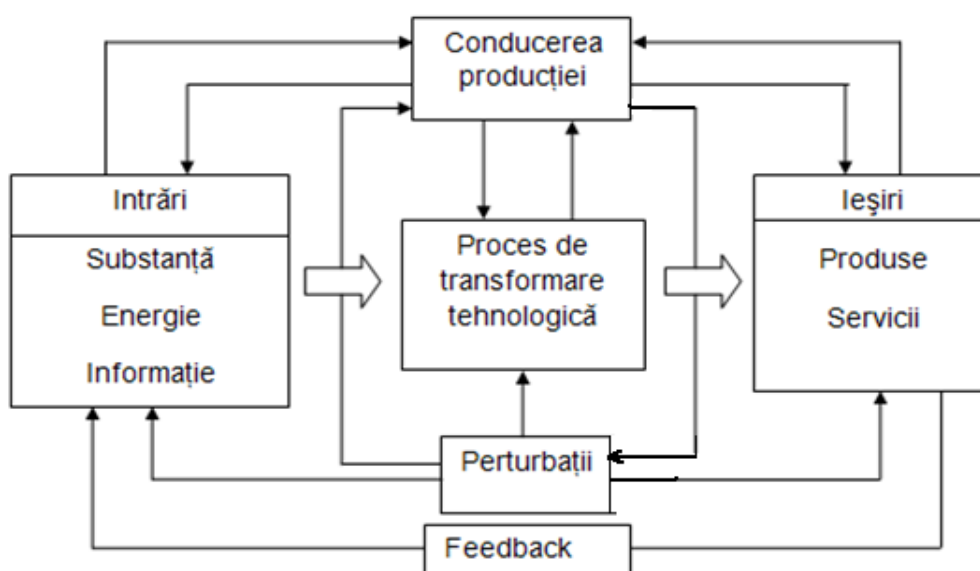 Conducerea
producției
Intrări
Substanță
Energie
Informație
Proces de
transformare
tehnologică
Ieşiri
Produse
Servicii
Perturbații
Feedback